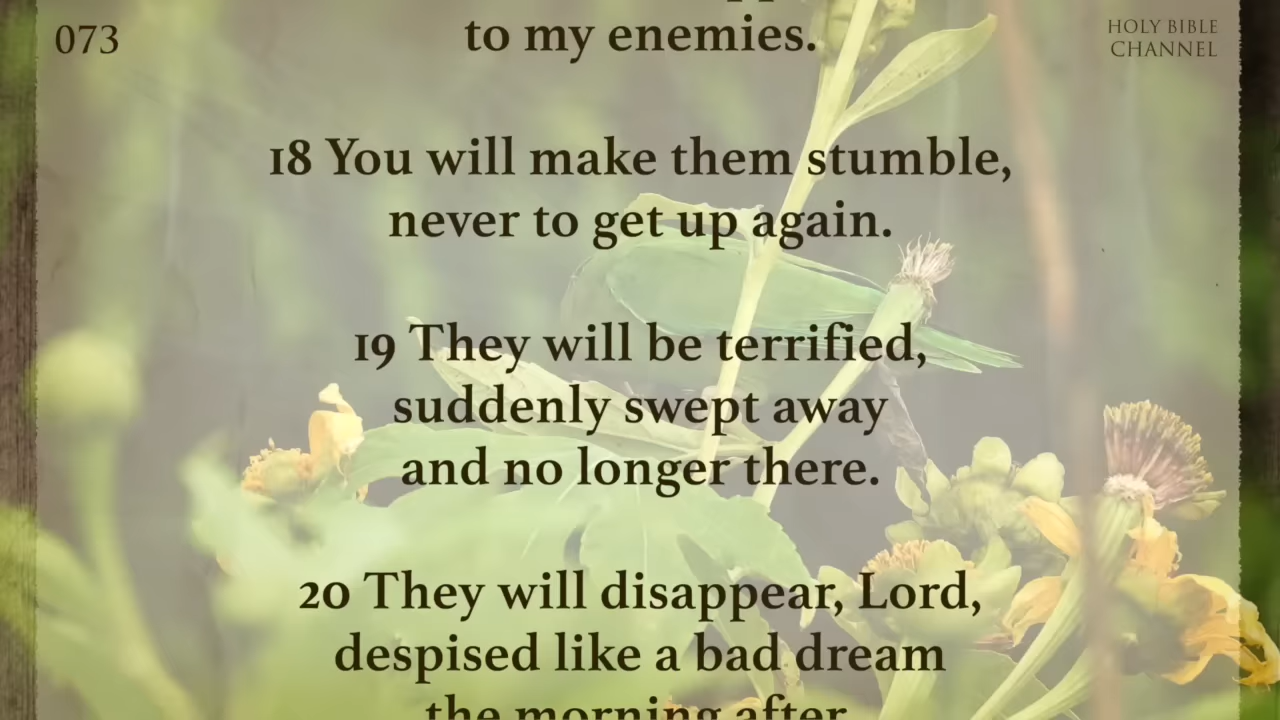 073
HOLY BIBLE
CHANNEL
to my enemies.
18 You will make them stumble,
never to get up again.
19 They will be terrified,
suddenly swept away
and no longer there.
20 They will disappear, Lord,
despised like a bad dream
the morning after